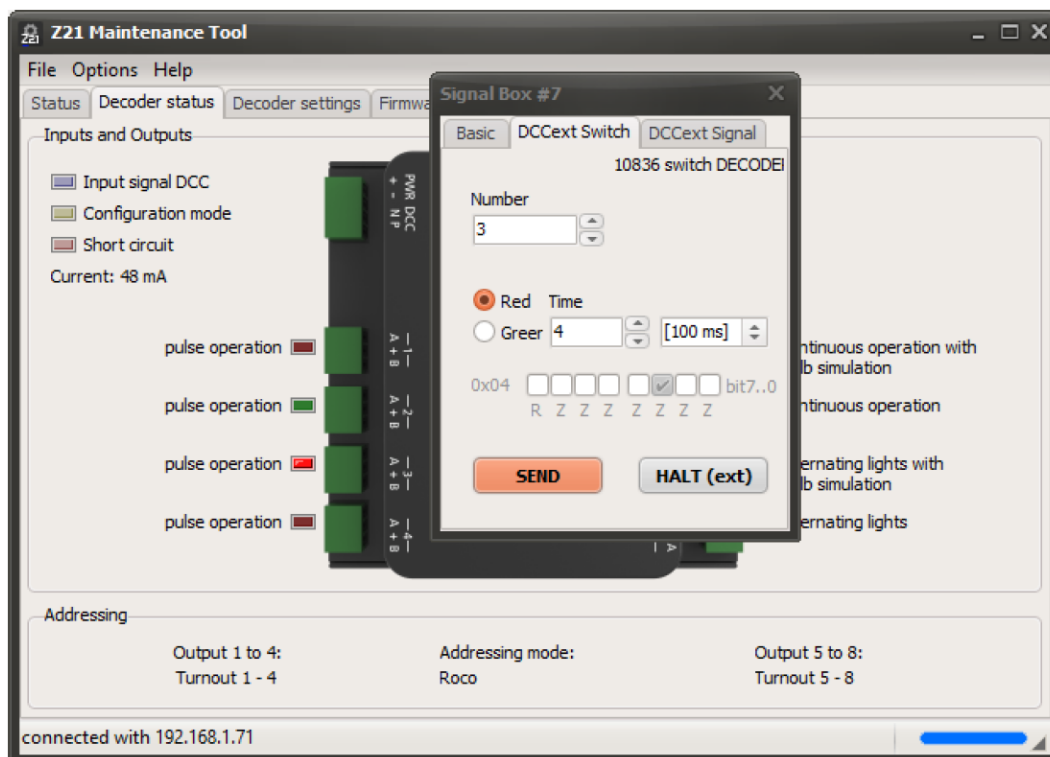 Z21 Maintenance Tool
File Options Help
Status Decoder status Decoder settings Firmwa
Signal Box #7
Basic DCCext Switch DCCext Signal
10836 switch DECODE
Number
3
Red Time
Greer 4 [100 ms]
0x04 bit7..0
R Z Z Z Z Z Z Z
SEND HALT (ext)
Inputs and Outputs
Input signal DCC
Configuration mode
Short circuit
Current: 48 mA
PWR DCC
+ - N P
pulse operation
A + B
1
pulse operation
A + B
2
pulse operation
A + B
3
pulse operation
A + B
4
A
ntinuous operation with
lb simulation
ntinuous operation
ernating lights with
lb simulation
ernating lights
Addressing
Output 1 to 4:
Turnout 1 - 4
Addressing mode:
Roco
Output 5 to 8:
Turnout 5 - 8
connected with 192.168.1.71